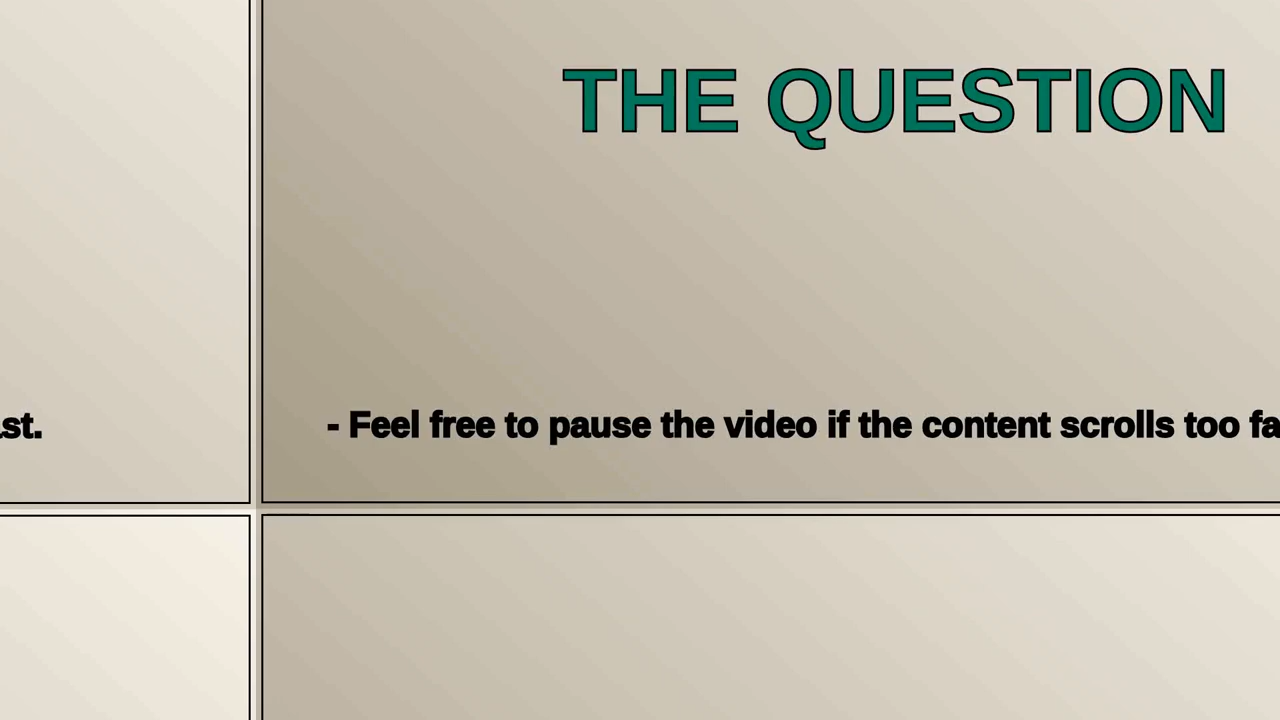 THE QUESTION
- Feel free to pause the video if the content scrolls too